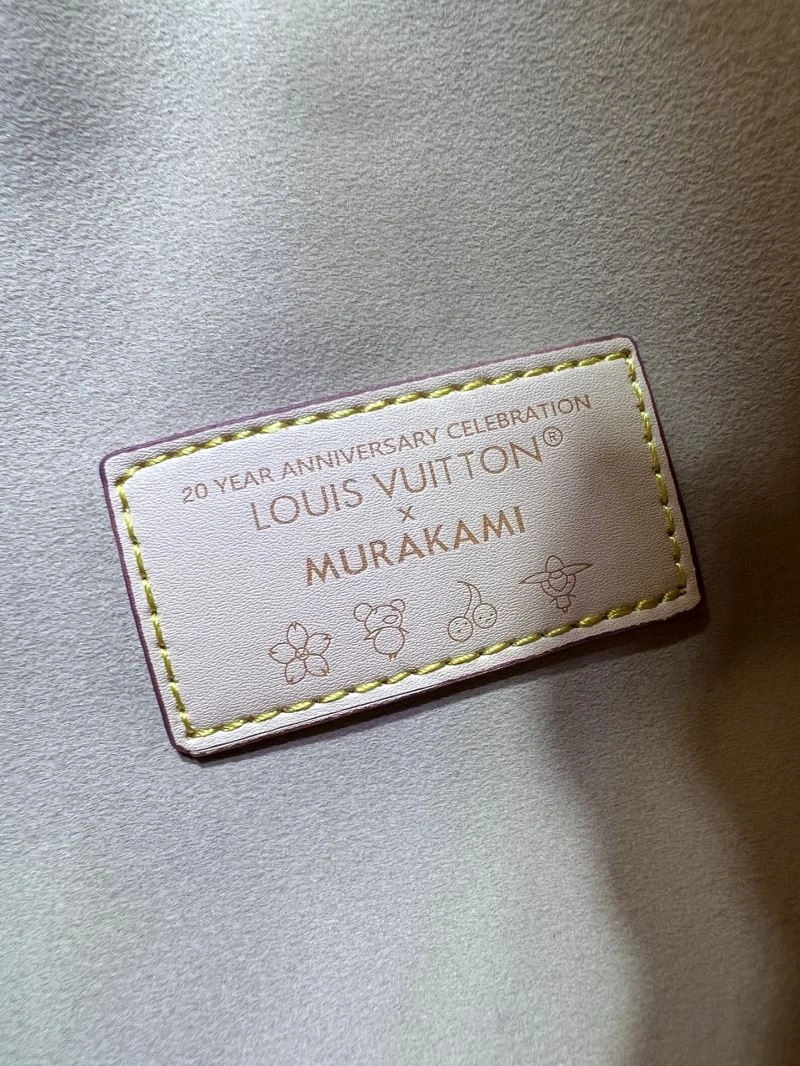 20 YEAR ANNIVERSARY CELEBRATION
LOUIS VUITTON®
×
MURAKAMI